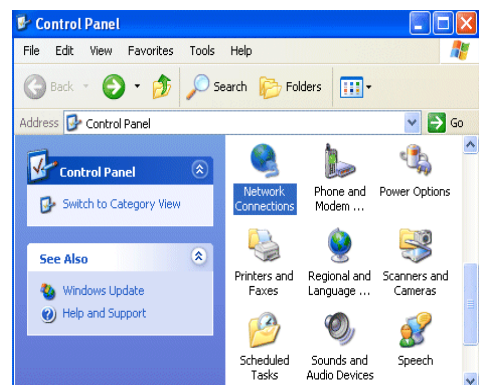 Control Panel
File Edit View Favorites Tools Help
Back Search Folders
Address Control Panel Go
Control Panel
Switch to Category View
See Also
Windows Update
Help and Support
Network Connections
Phone and Modem ...
Power Options
Printers and Faxes
Regional and Language ...
Scanners and Cameras
Scheduled Tasks
Sounds and Audio Devices
Speech